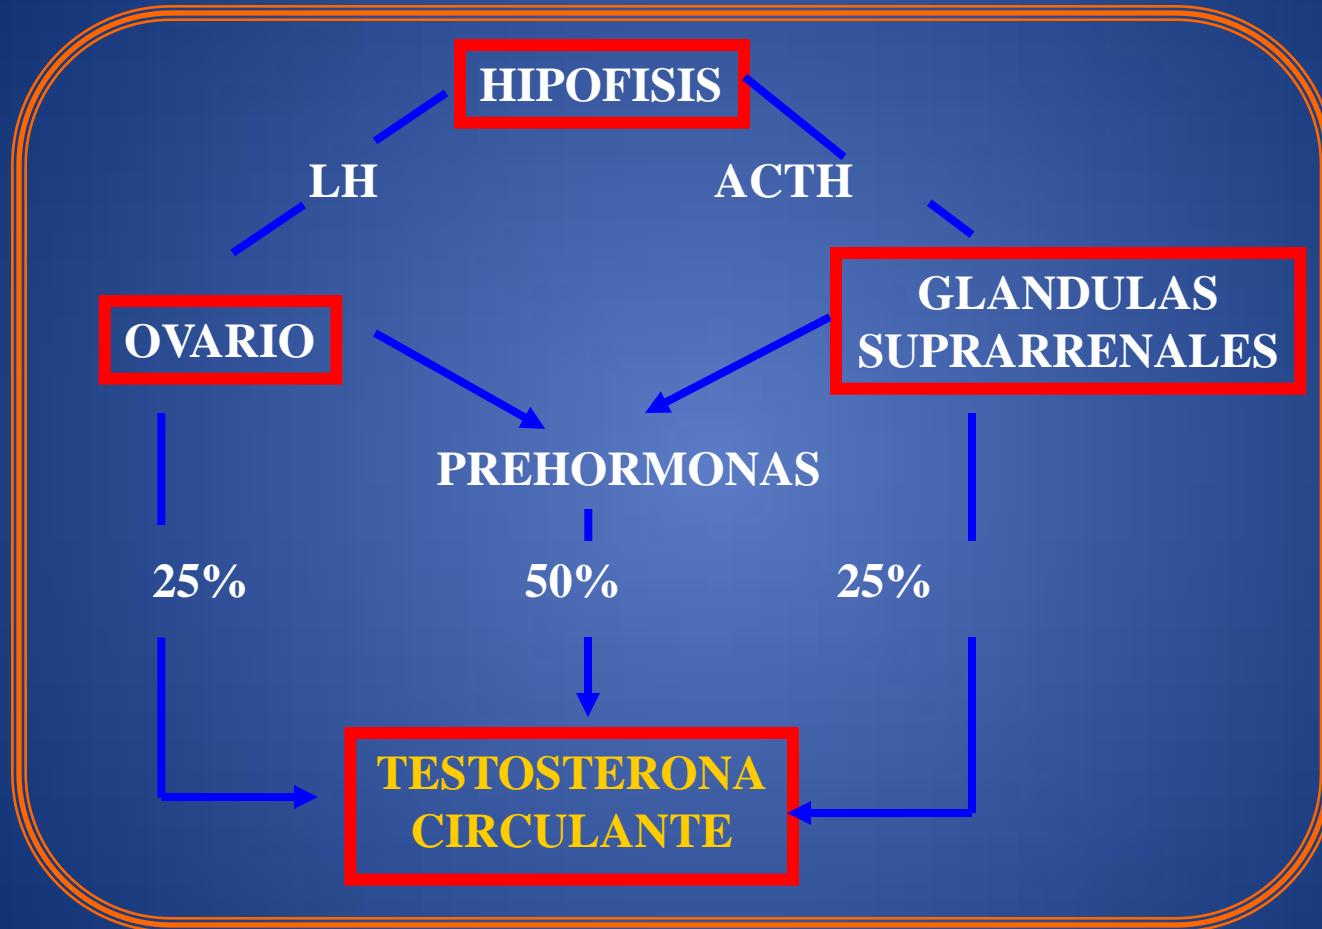 HIPOFISIS
LH
ACTH
OVARIO
GLANDULAS
SUPRARRENALES
PREHORMONAS
25%
50%
25%
TESTOSTERONA
CIRCULANTE